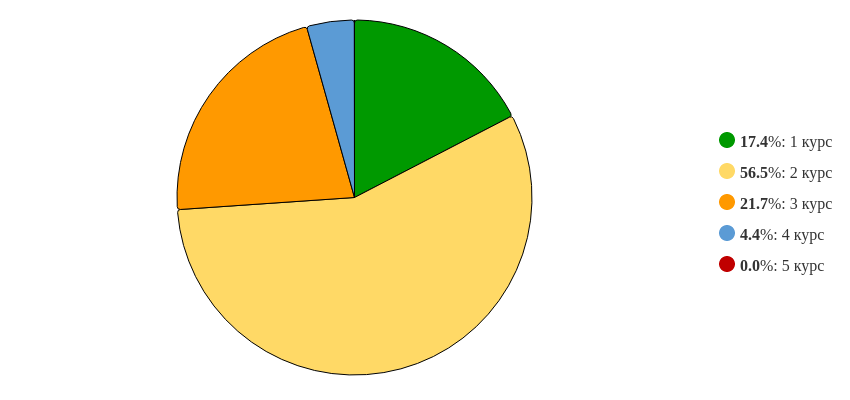 17.4%: 1 курс
56.5%: 2 курс
21.7%: 3 курс
4.4%: 4 курс
0.0%: 5 курс